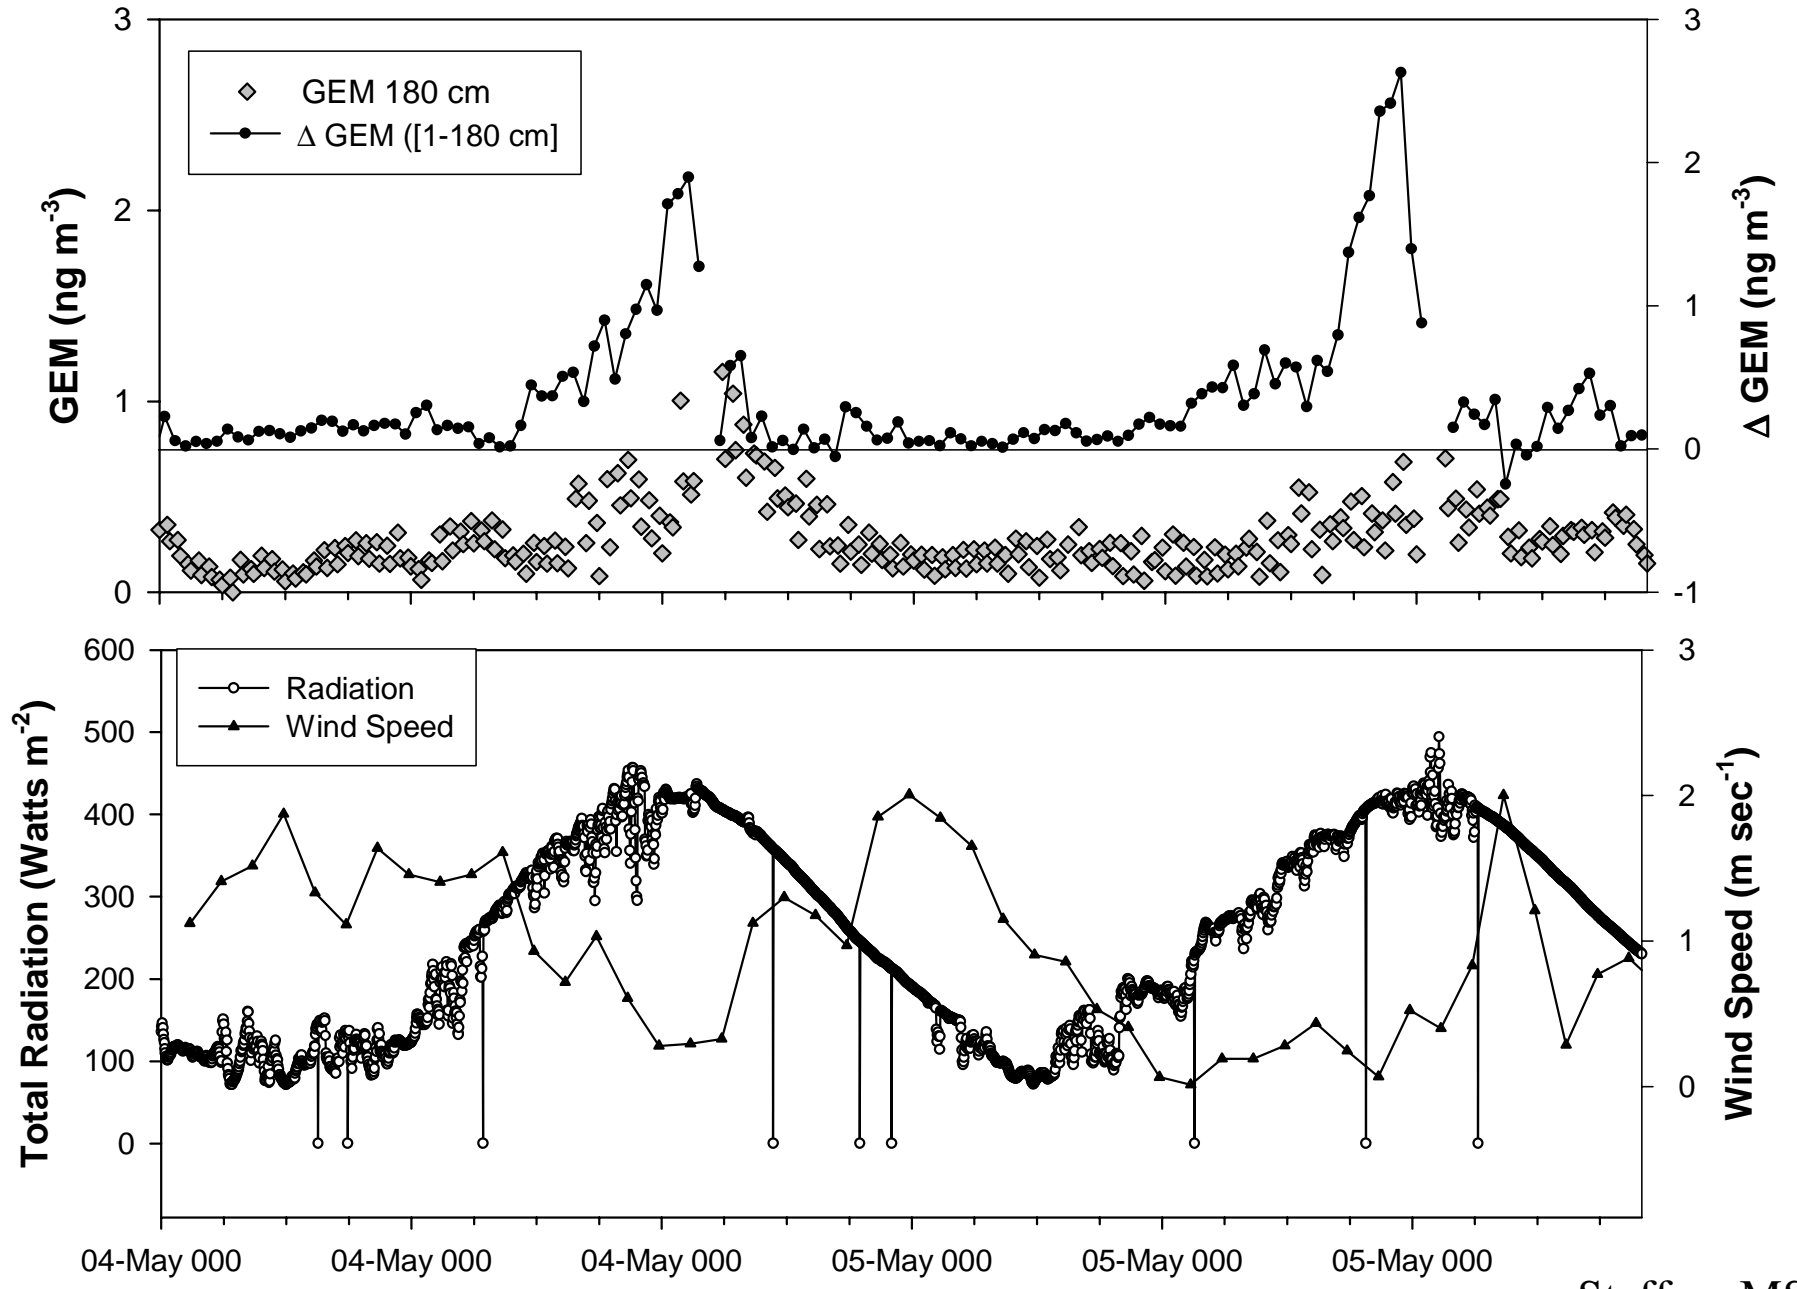 3
2
1
0
GEM (ng m-3)
GEM 180 cm
Δ GEM ([1-180 cm]
3
2
1
0
-1
Δ GEM (ng m-3)
600
500
400
300
200
100
0
Total Radiation (Watts m-2)
Radiation
Wind Speed
3
2
1
0
Wind Speed (m sec-1)
04-May 000 04-May 000 04-May 000 05-May 000 05-May 000 05-May 000